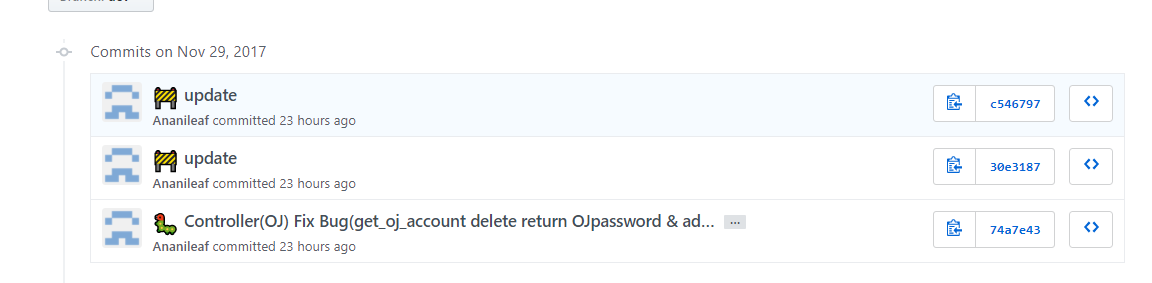 Commits on Nov 29, 2017
update
Ananileaf committed 23 hours ago
c546797
update
Ananileaf committed 23 hours ago
30e3187
Controller(OJ) Fix Bug(get_oj_account delete return OJpassword & ad... ...
Ananileaf committed 23 hours ago
74a7e43